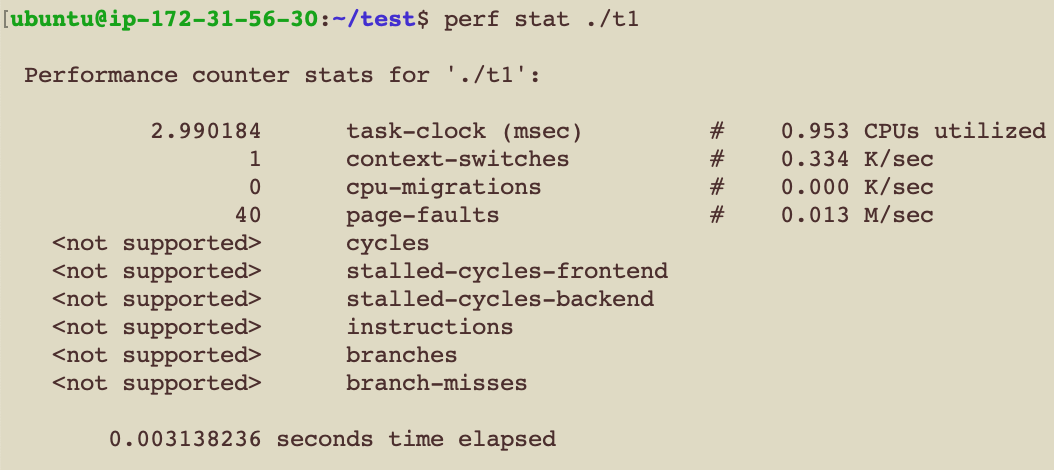 [ubuntu@ip-172-31-56-30:~/test$ perf stat ./t1
Performance counter stats for './t1':
2.990184 task-clock (msec) # 0.953 CPUs utilized
1 context-switches # 0.334 K/sec
0 cpu-migrations # 0.000 K/sec
40 page-faults # 0.013 M/sec
<not supported> cycles
<not supported> stalled-cycles-frontend
<not supported> stalled-cycles-backend
<not supported> instructions
<not supported> branches
<not supported> branch-misses
0.003138236 seconds time elapsed